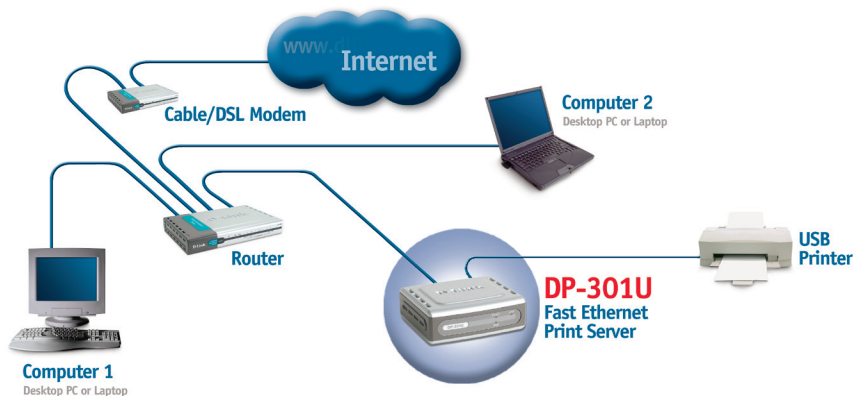 www.d
Internet
Cable/DSL Modem
Computer 2
Desktop PC or Laptop
Router
USB
Printer
DP-301U
Fast Ethernet
Print Server
Computer 1
Desktop PC or Laptop